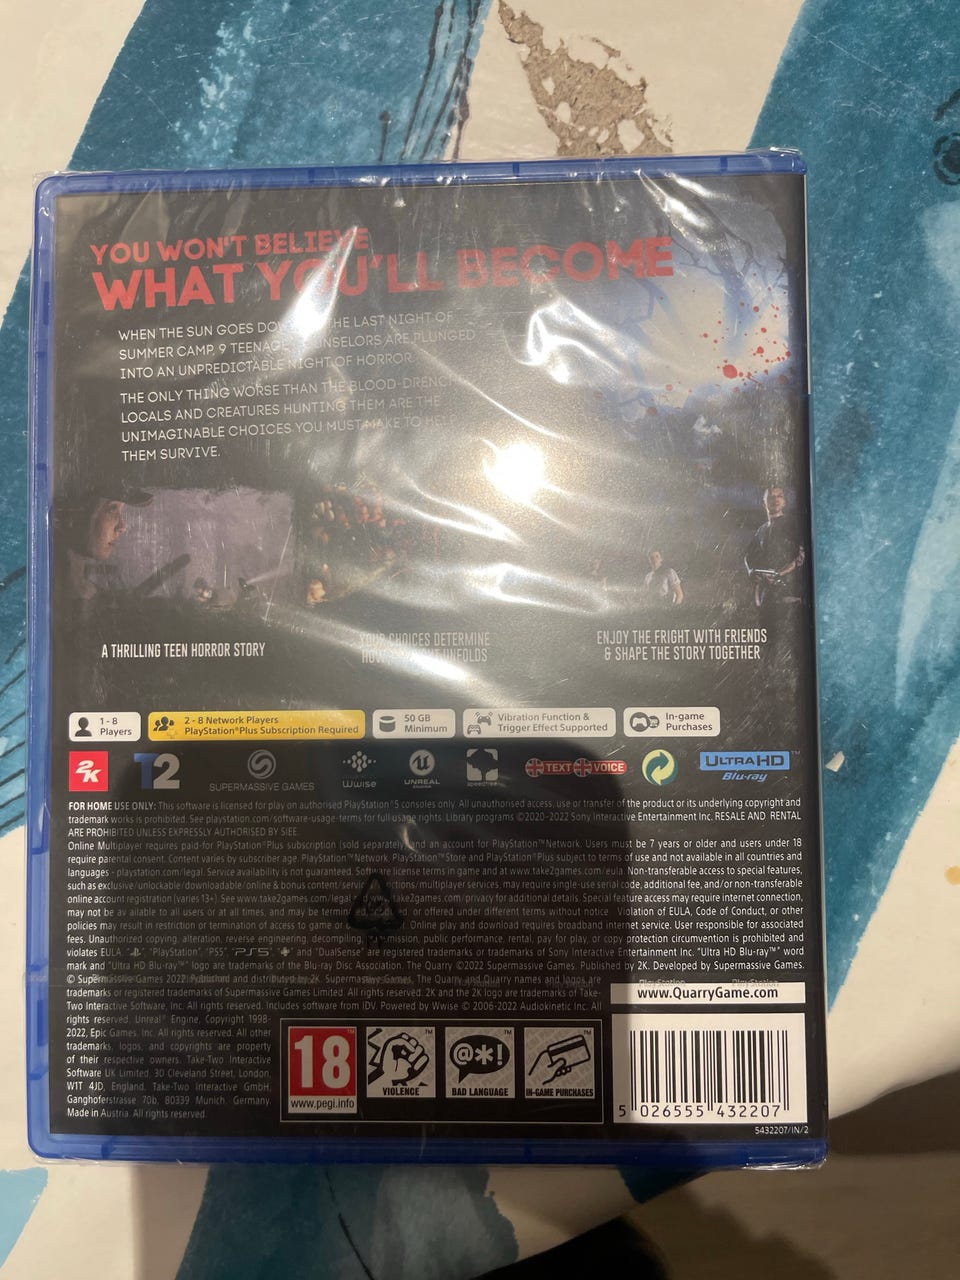 YOU WON'T BELIEVE
WHAT YOU'LL BECOME
WHEN THE SUN GOES THE LAST NIGHT OF
SUMMER CAMP, 9 ARE PLUNGED
INTO AN UNPREDICTABLE NIGHT OF HORROR.
THE ONLY THING WORSE THAN THE
LOCALS AND CREATURES HUNTING THEM ARE THE
UNIMAGINABLE CHOICES YOU MUST MAKE TO
THEM SURVIVE.
A THRILLING TEEN HORROR STORY
YOUR CHOICES DETERMINE
UNFOLDS
ENJOY THE FRIGHT WITH FRIENDS
& SHAPE THE STORY TOGETHER
1 - 8
Players
2 - 8 Network Players
PlayStation®Plus Subscription Required
50 GB
Minimum
Vibration Function &
Trigger Effect Supported
In-game
Purchases
2K
T2
SUPERMASSIVE GAMES
Wwise
UNREAL
ENGINE
speedtree
TEXT VOICE
ULTRA HD™
Blu-ray
FOR HOME USE ONLY: This software is licensed for play on authorised PlayStation®5 consoles only. All unauthorised access, use or transfer of the product or its underlying copyright and
trademark works is prohibited. See playstation.com/software-usage-terms for full usage rights. Library programs ©2020-2022 Sony Interactive Entertainment Inc. RESALE AND RENTAL
ARE PROHIBITED UNLESS EXPRESSLY AUTHORISED BY SIEE.
Online Multiplayer requires paid-for PlayStation®Plus subscription (sold separately) and an account for PlayStation™Network. Users must be 7 years or older and users under 18
require parental consent. Content varies by subscriber age. PlayStation™Network, PlayStation™Store and PlayStation®Plus subject to terms of use and not available in all countries and
languages - playstation.com/legal. Service availability is not guaranteed. Software license terms in game and at www.take2games.com/eula. Non-transferable access to special features,
such as exclusive/unlockable/downloadable/online & bonus functions/multiplayer services, may require single-use serial code, additional fee, and/or non-transferable
online account registration (varies 13+). See www.take2games.com/legal and www.take2games.com/privacy for additional details. Special feature access may require internet connection,
may not be available to all users or at all times, and may be or offered under different terms without notice. Violation of EULA, Code of Conduct, or other
policies may result in restriction or termination of access to game or Online play and download requires broadband internet service. User responsible for associated
fees. Unauthorized copying, alteration, reverse engineering, decompiling, transmission, public performance, rental, pay for play, or copy protection circumvention is prohibited and
violates EULA. "PlayStation", "PS5", "PS5", and "DualSense" are registered trademarks or trademarks of Sony Interactive Entertainment Inc. "Ultra HD Blu-ray™" word
mark and "Ultra HD Blu-ray™" logo are trademarks of the Blu-ray Disc Association. The Quarry ©2022 Supermassive Games. Published by 2K. Developed by Supermassive Games.
© Supermassive Games 2022. Published and distributed by 2K. Supermassive Games, The Quarry and Quarry names and logos are
trademarks or registered trademarks of Supermassive Games Limited. All rights reserved. 2K and the 2K logo are trademarks of Take-
Two Interactive Software, Inc. All rights reserved. Includes software from IDV. Powered by Wwise © 2006-2022 Audiokinetic Inc. All
rights reserved. Unreal® Engine, Copyright 1998-
2022, Epic Games, Inc. All rights reserved. All other
trademarks, logos, and copyrights are property
of their respective owners. Take-Two Interactive
Software UK Limited. 30 Cleveland Street, London,
W1T 4JD, England. Take-Two Interactive GmbH,
Ganghoferstrasse 70b, 80339 Munich, Germany.
Made in Austria. All rights reserved.
www.QuarryGame.com
18
www.pegi.info
VIOLENCE
@*!
BAD LANGUAGE
IN-GAME PURCHASES
5 026555 432207
5432207/IN/2